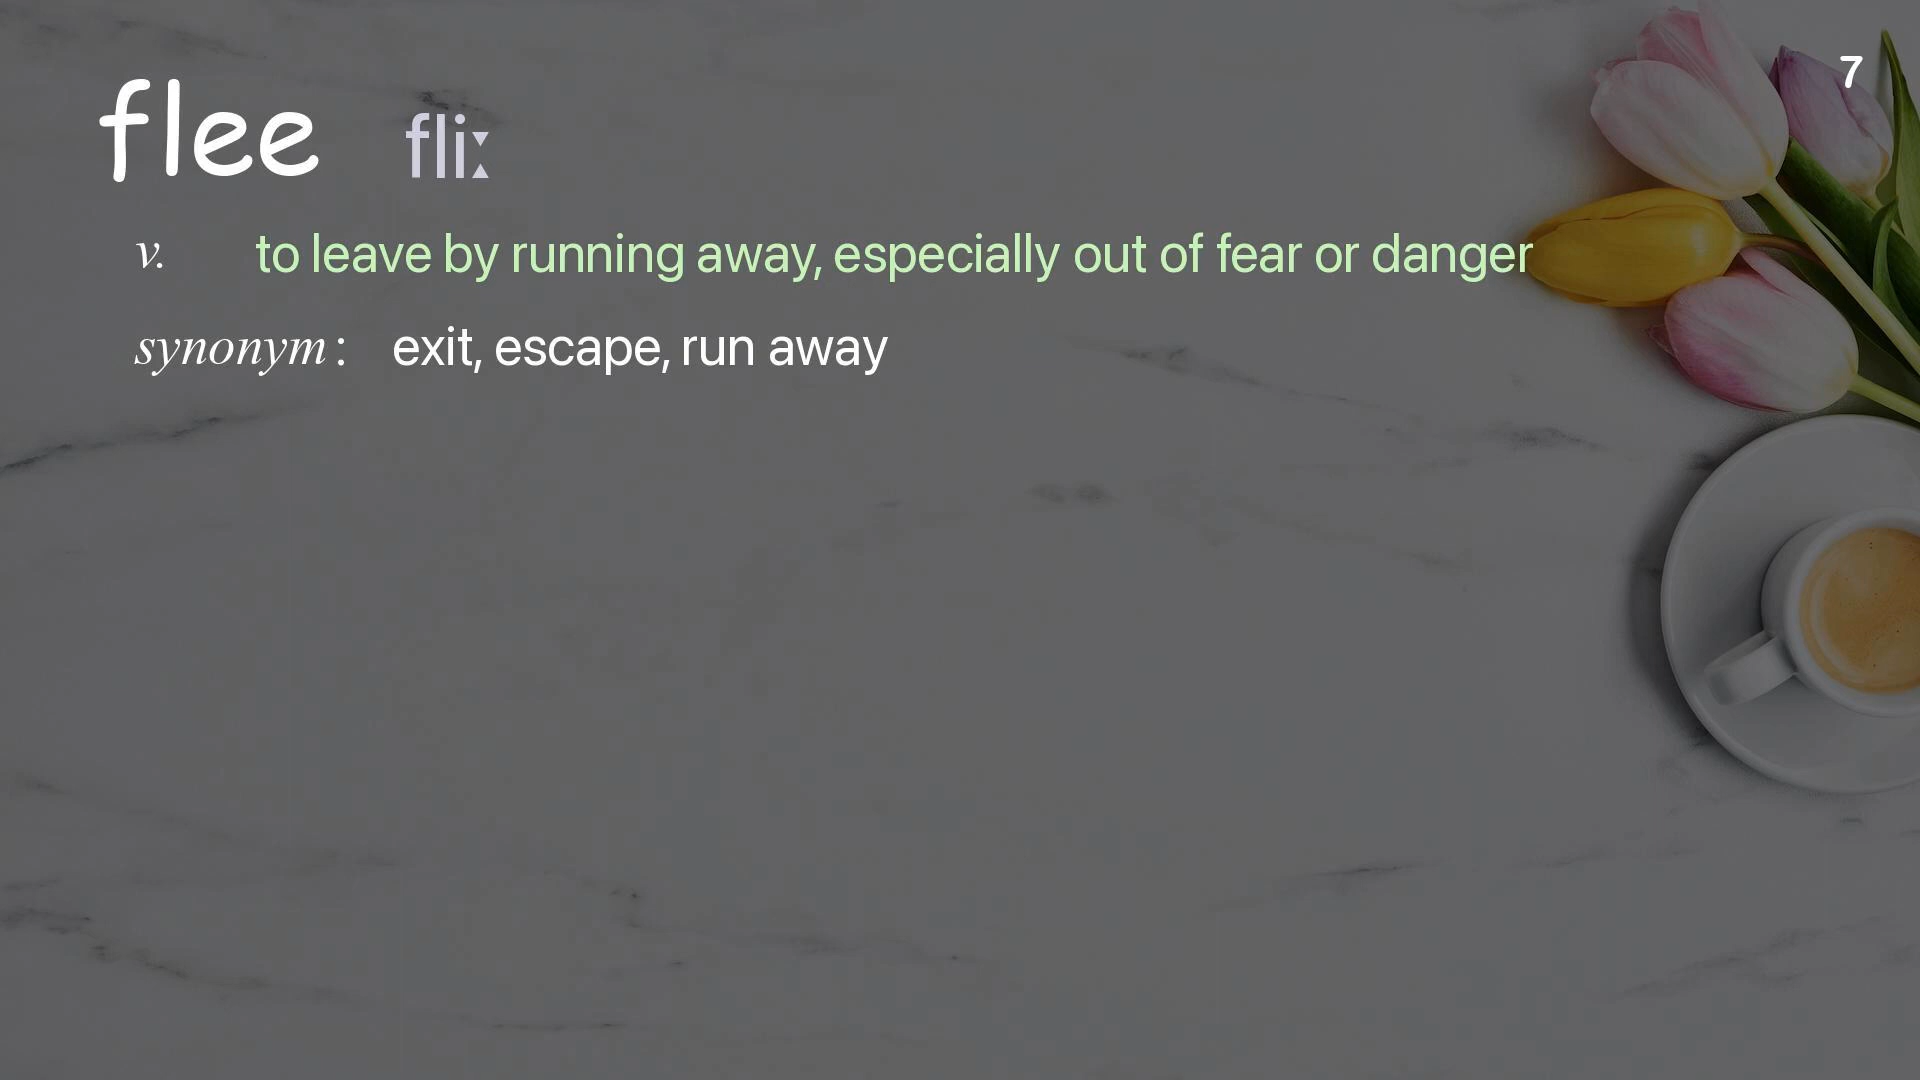 7
flee fliː
v. to leave by running away, especially out of fear or danger
synonym : exit, escape, run away